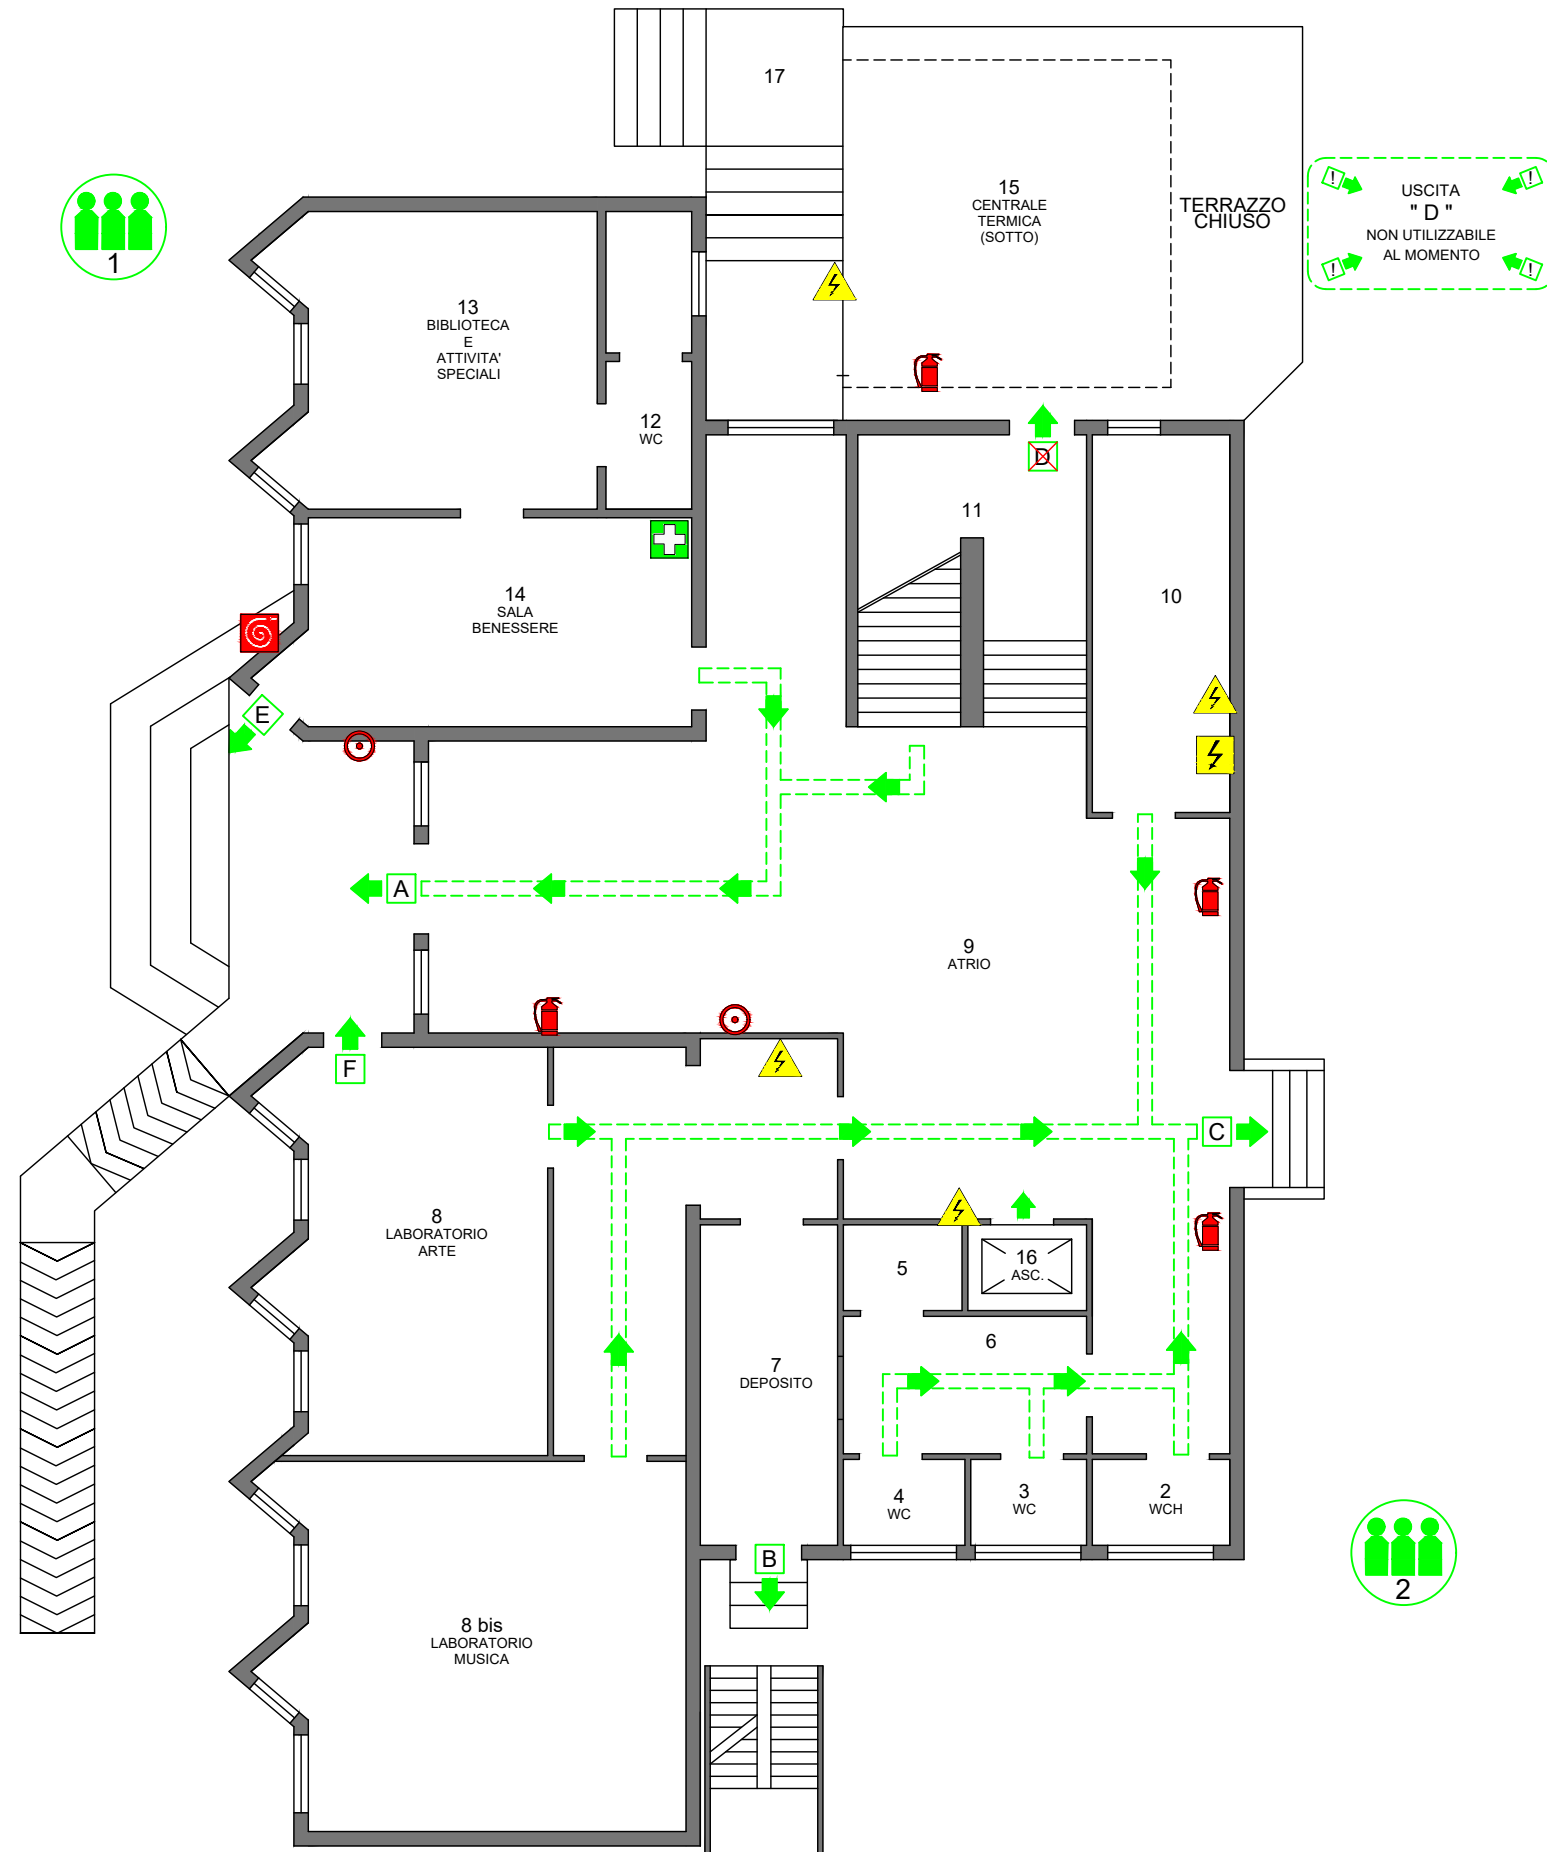 17
15
CENTRALE
TERMICA
(SOTTO)
TERRAZZO
CHIUSO
!
!
USCITA
" D "
NON UTILIZZABILE
AL MOMENTO
!
!
1
13
BIBLIOTECA
E
ATTIVITA'
SPECIALI
12
WC
D
11
14
SALA
BENESSERE
10
E
A
9
ATRIO
F
C
8
LABORATORIO
ARTE
5
16
ASC.
6
7
DEPOSITO
4
WC
3
WC
2
WCH
B
2
8 bis
LABORATORIO
MUSICA